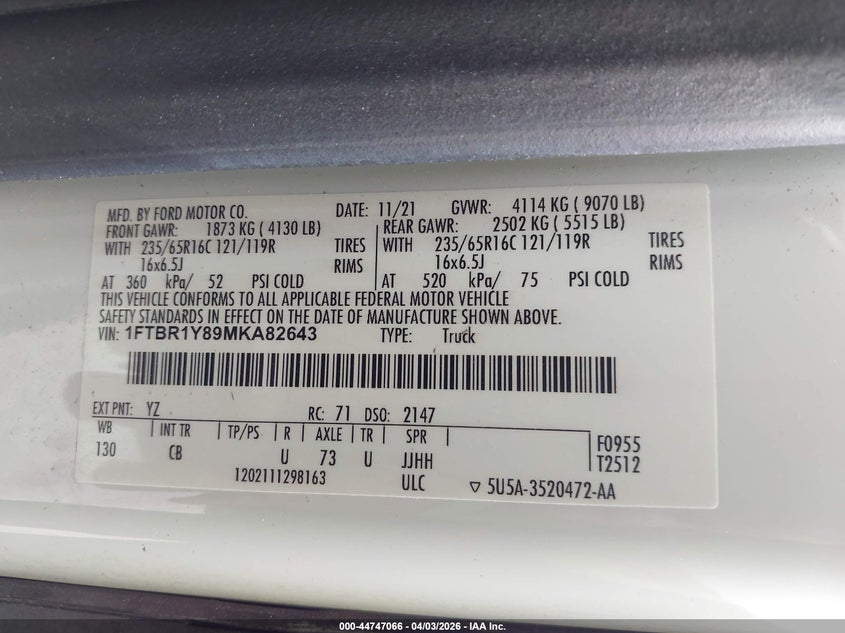 MFD. BY FORD MOTOR CO. DATE: 11/21 GVWR: 4114 KG ( 9070 LB)
FRONT GAWR: 1873 KG ( 4130 LB) REAR GAWR: 2502 KG ( 5515 LB)
WITH 235/65R16C 121/119R TIRES WITH 235/65R16C 121/119R TIRES
16x6.5J RIMS 16x6.5J RIMS
AT 360 kPa/ 52 PSI COLD AT 520 kPa/ 75 PSI COLD
THIS VEHICLE CONFORMS TO ALL APPLICABLE FEDERAL MOTOR VEHICLE
SAFETY STANDARDS IN EFFECT ON THE DATE OF MANUFACTURE SHOWN ABOVE.
VIN: 1FTBR1Y89MKA82643 TYPE: Truck
EXT PNT: YZ RC: 71 DSO: 2147
WB INT TR TP/PS R AXLE TR SPR F0955
130 CB U 73 U JJHH T2512
1202111298163 ULC ▽ 5U5A-3520472-AA
000-44747066 - 04/03/2026 - IAA Inc.